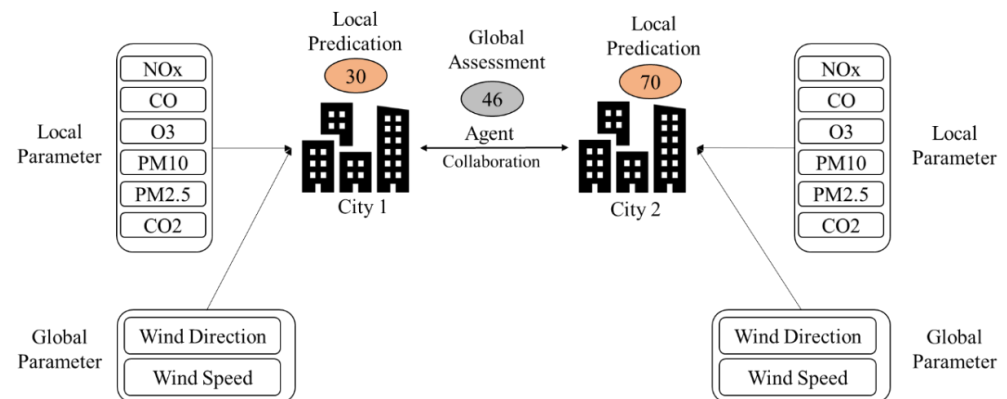 Local
Predication
30
Global
Assessment
46
Local
Predication
70
Local
Parameter
NOx
CO
O3
PM10
PM2.5
CO2
Agent
Collaboration
City 1
City 2
NOx
CO
O3
PM10
PM2.5
CO2
Local
Parameter
Global
Parameter
Wind Direction
Wind Speed
Wind Direction
Wind Speed
Global
Parameter